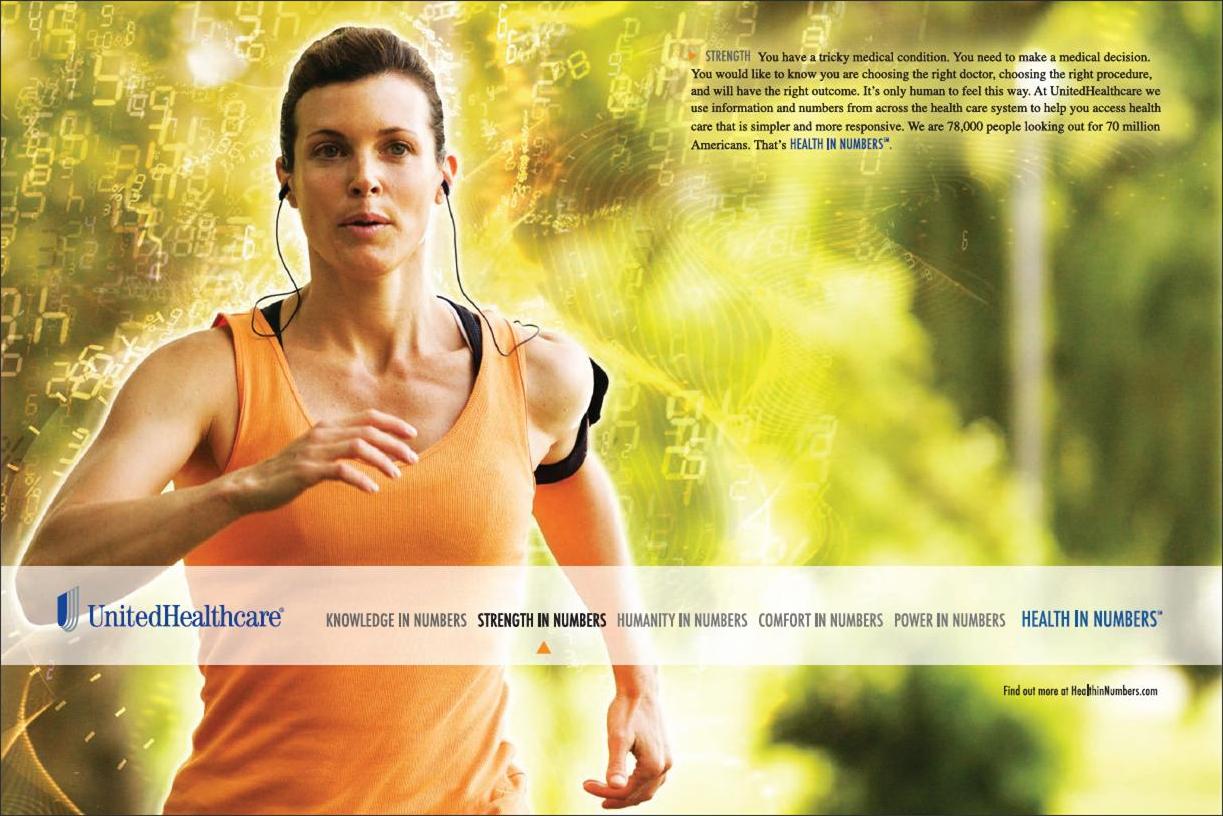 STRENGTH You have a tricky medical condition. You need to make a medical decision.
You would like to know you are choosing the right doctor, choosing the right procedure,
and will have the right outcome. It's only human to feel this way. At UnitedHealthcare we
use information and numbers from across the health care system to help you access health
care that is simpler and more responsive. We are 78,000 people looking out for 70 million
Americans. That's HEALTH IN NUMBERS℠.
UnitedHealthcare® KNOWLEDGE IN NUMBERS STRENGTH IN NUMBERS HUMANITY IN NUMBERS COMFORT IN NUMBERS POWER IN NUMBERS HEALTH IN NUMBERS℠
Find out more at HealthinNumbers.com